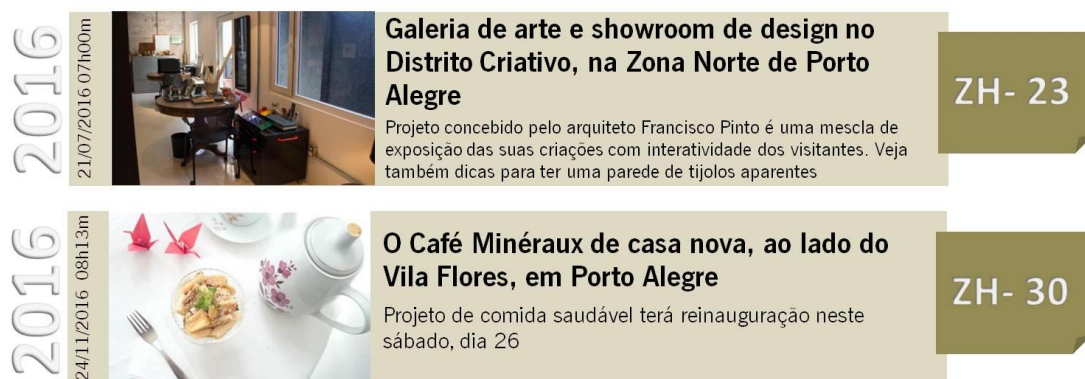 2016
21/07/2016 07h00m
Galeria de arte e showroom de design no
Distrito Criativo, na Zona Norte de Porto
Alegre
Projeto concebido pelo arquiteto Francisco Pinto é uma mescla de
exposição das suas criações com interatividade dos visitantes. Veja
também dicas para ter uma parede de tijolos aparentes
ZH- 23
2016
24/11/2016 08h13m
O Café Minéraux de casa nova, ao lado do
Vila Flores, em Porto Alegre
Projeto de comida saudável terá reinauguração neste
sábado, dia 26
ZH- 30